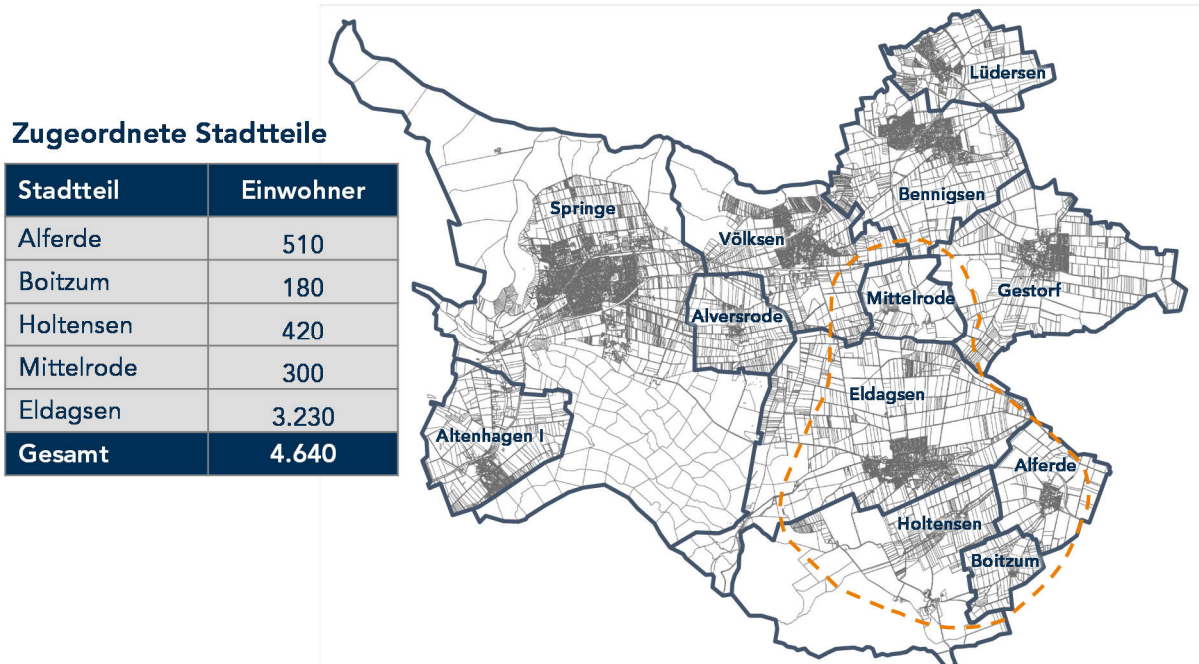 Zugeordnete Stadtteile
Stadtteil Einwohner
Alferde 510
Boitzum 180
Holtensen 420
Mittelrode 300
Eldagsen 3.230
Gesamt 4.640
Lüdersen
Bennigsen
Springe
Völksen
Mittelrode
Gestorf
Alversrode
Eldagsen
Altenhagen I
Alferde
Holtensen
Boitzum